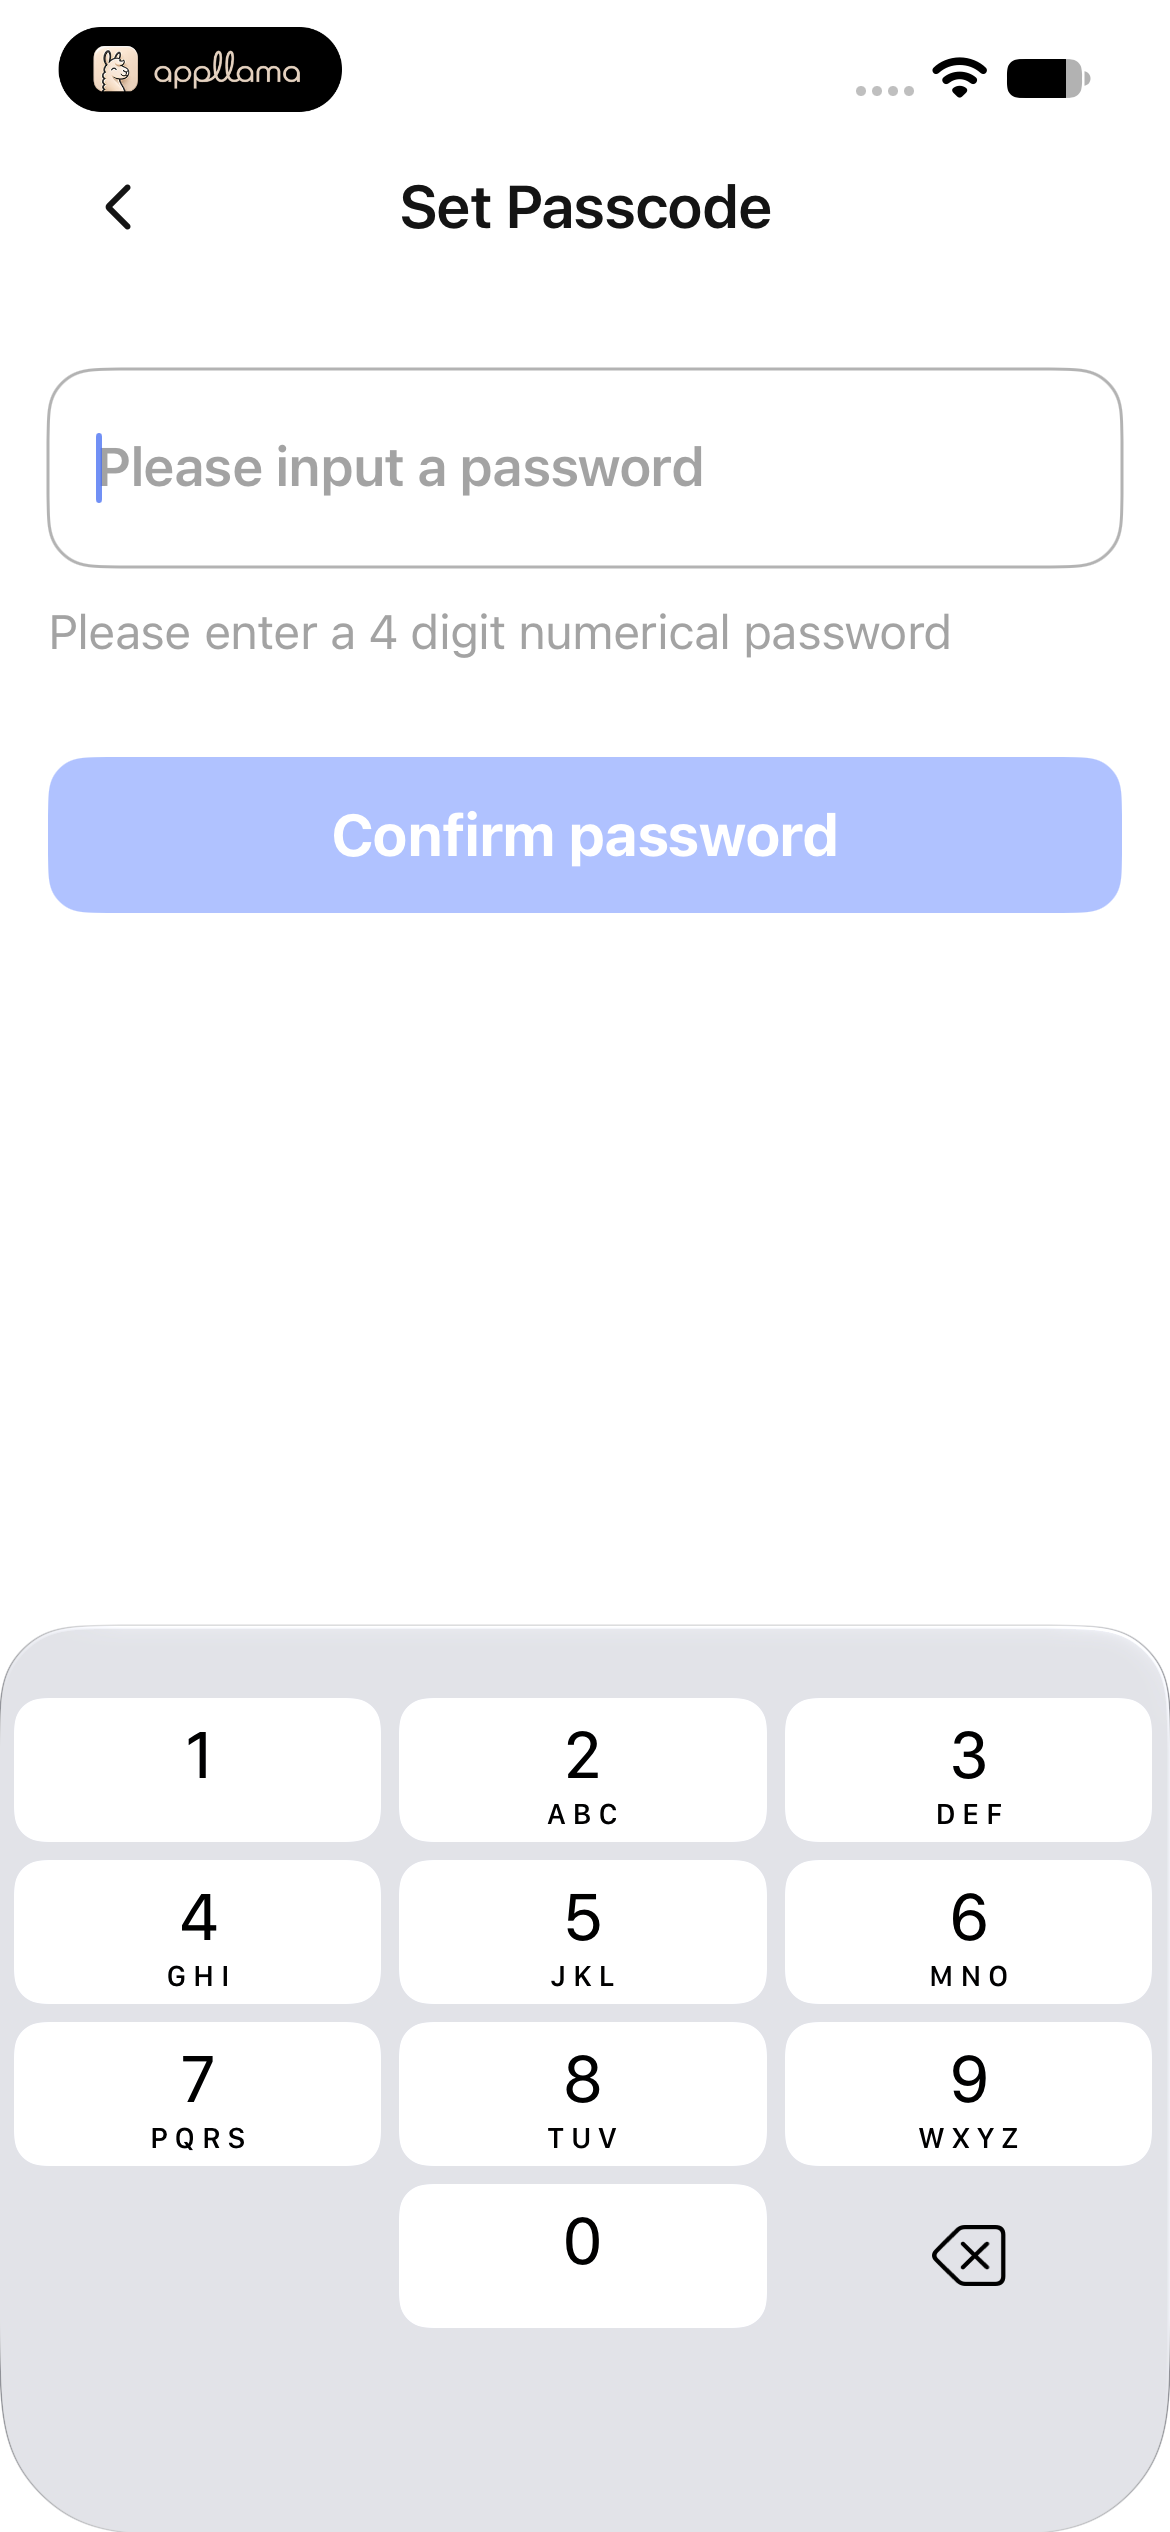 appllama
Set Passcode
Please input a password
Please enter a 4 digit numerical password
Confirm password
1
2
ABC
3
DEF
4
GHI
5
JKL
6
MNO
7
PQRS
8
TUV
9
WXYZ
0